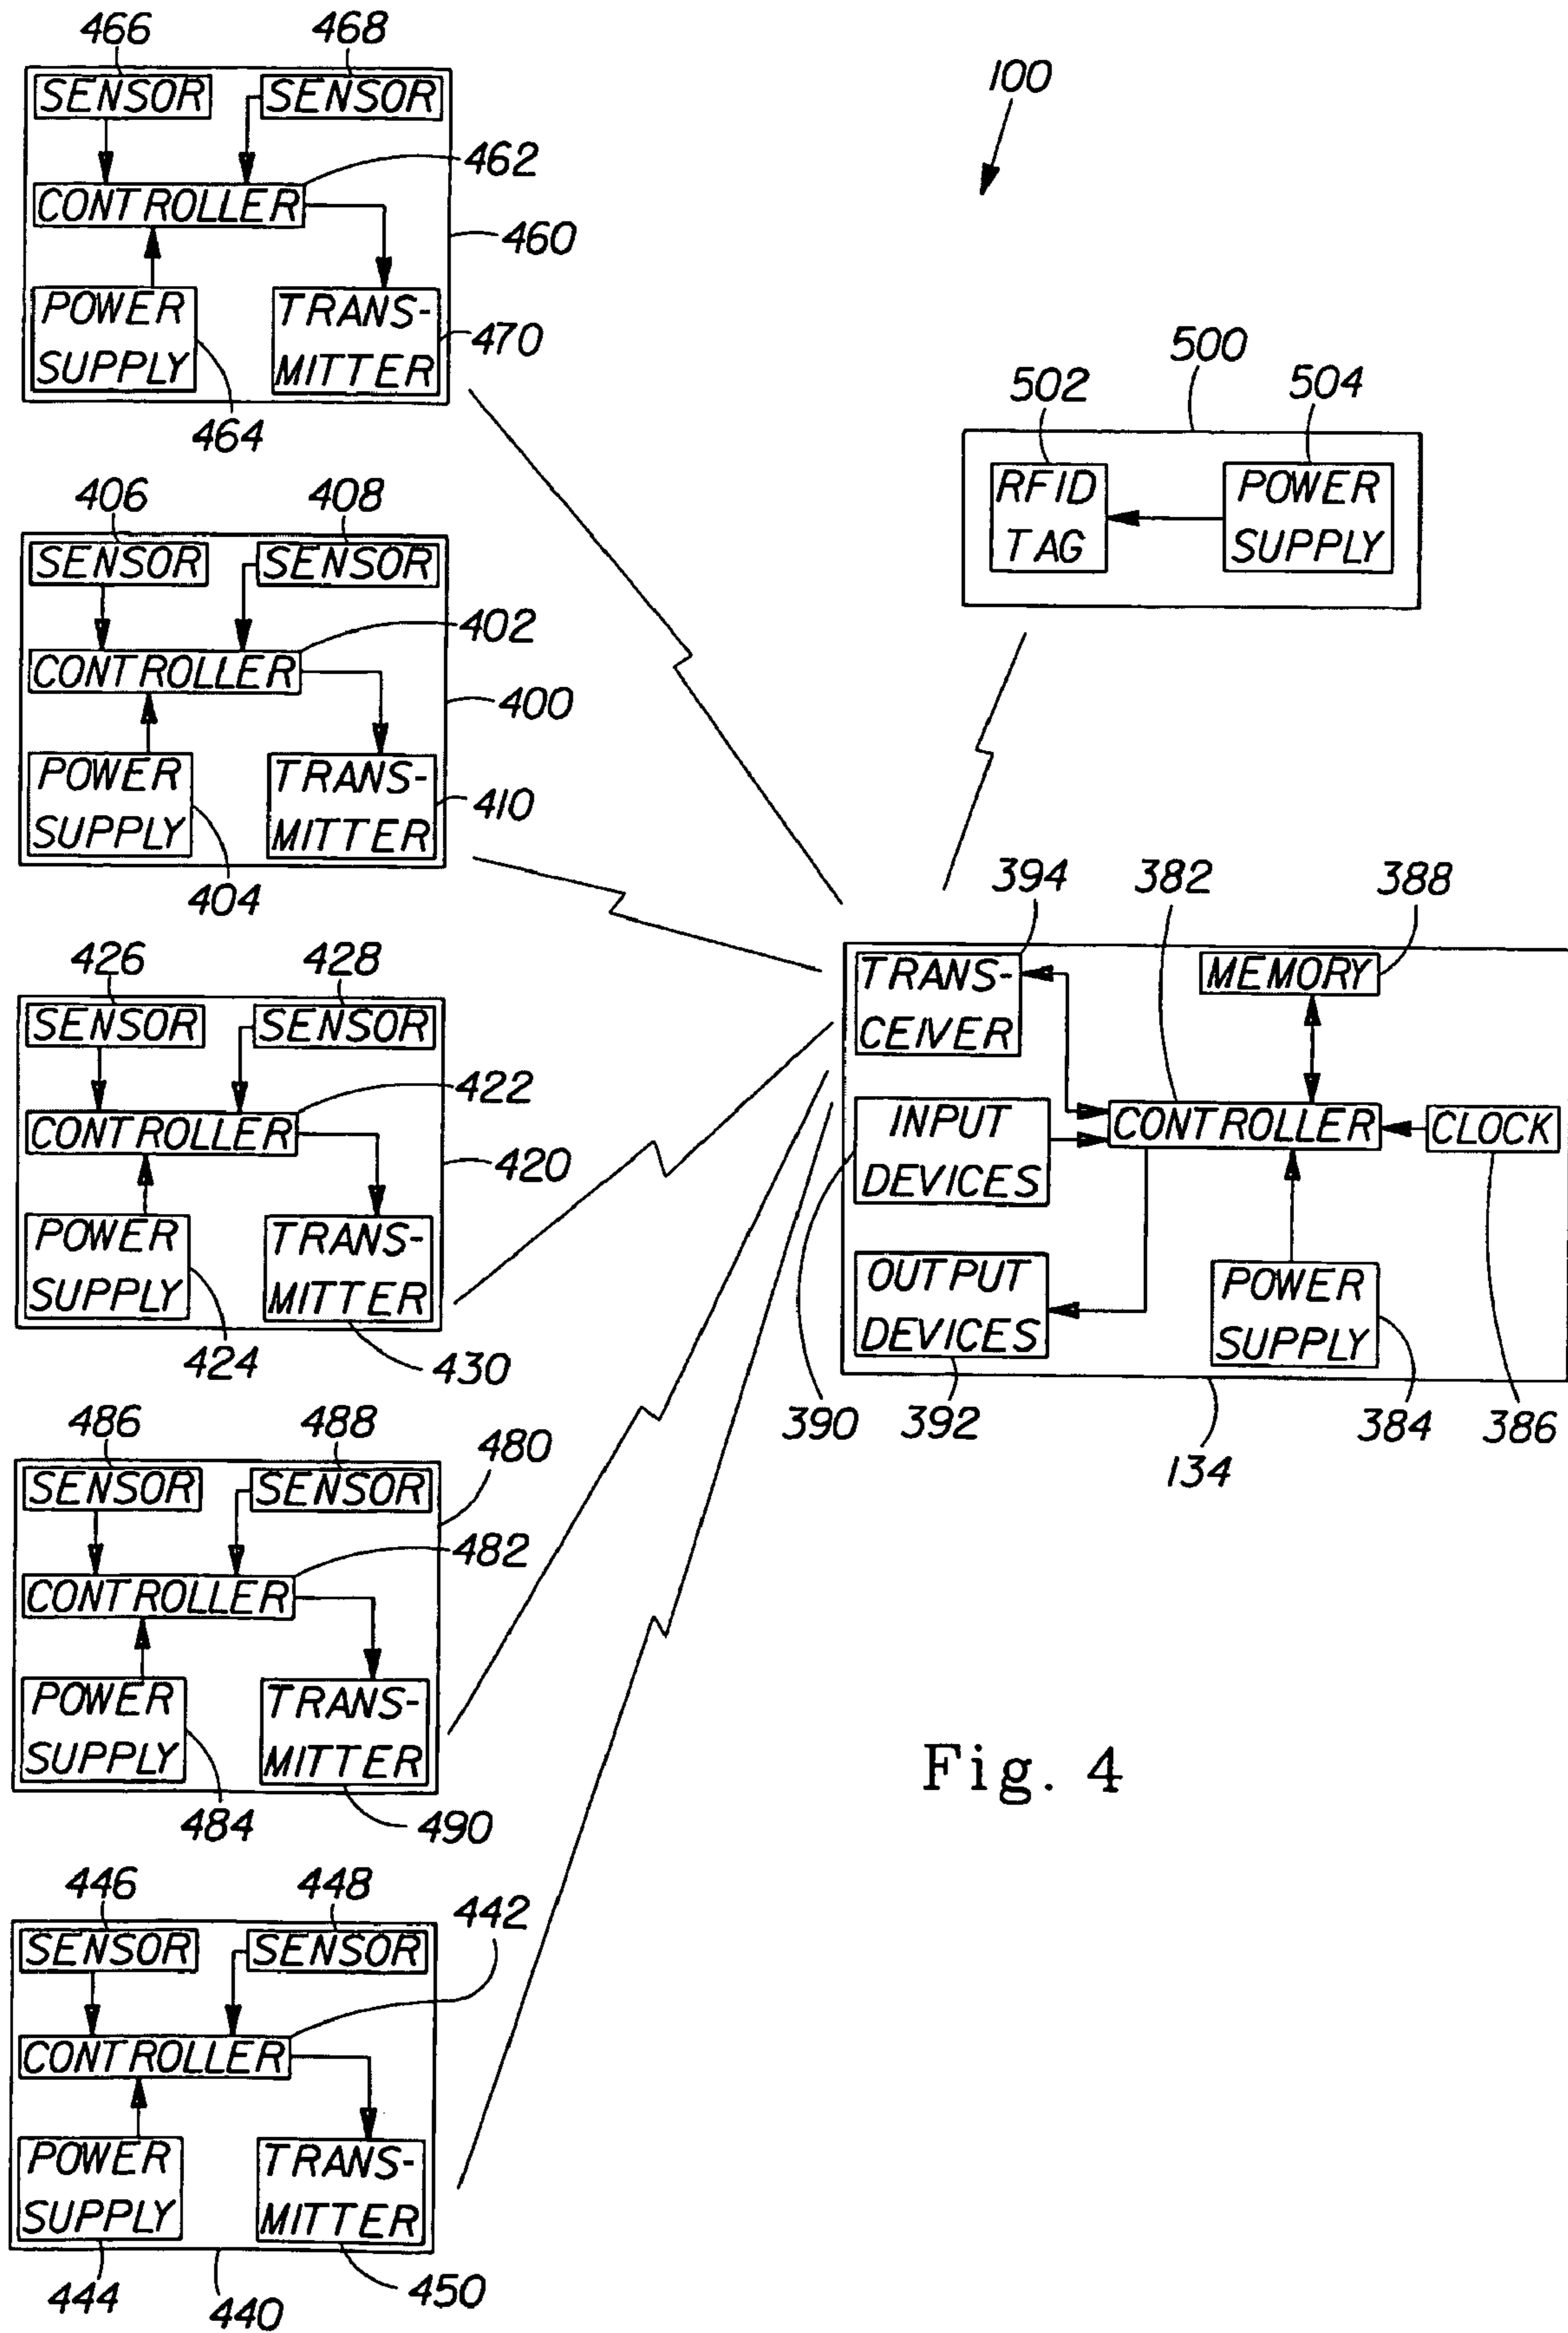 466
468
SENSOR
SENSOR
462
CONTROLLER
460
POWER
SUPPLY
TRANS-
MITTER
470
464
100
500
502
504
RFID
TAG
POWER
SUPPLY
406
408
SENSOR
SENSOR
402
CONTROLLER
400
POWER
SUPPLY
TRANS-
MITTER
410
404
426
428
SENSOR
SENSOR
422
CONTROLLER
420
POWER
SUPPLY
TRANS-
MITTER
424
430
394
382
388
TRANS-
CEIVER
MEMORY
INPUT
DEVICES
CONTROLLER
CLOCK
OUTPUT
DEVICES
POWER
SUPPLY
390
392
384
386
134
486
488
480
SENSOR
SENSOR
482
CONTROLLER
POWER
SUPPLY
TRANS-
MITTER
484
490
446
448
442
SENSOR
SENSOR
CONTROLLER
POWER
SUPPLY
TRANS-
MITTER
444
440
450
Fig. 4